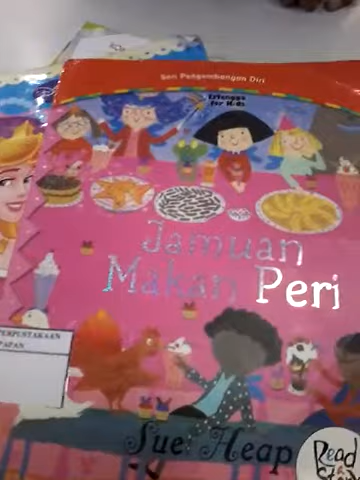 Seri Pengembangan Diri
Erlangga
for Kids
Jamuan
Makan Peri
PERPUSTAKAAN
PAPAN
Sue Heap
Read